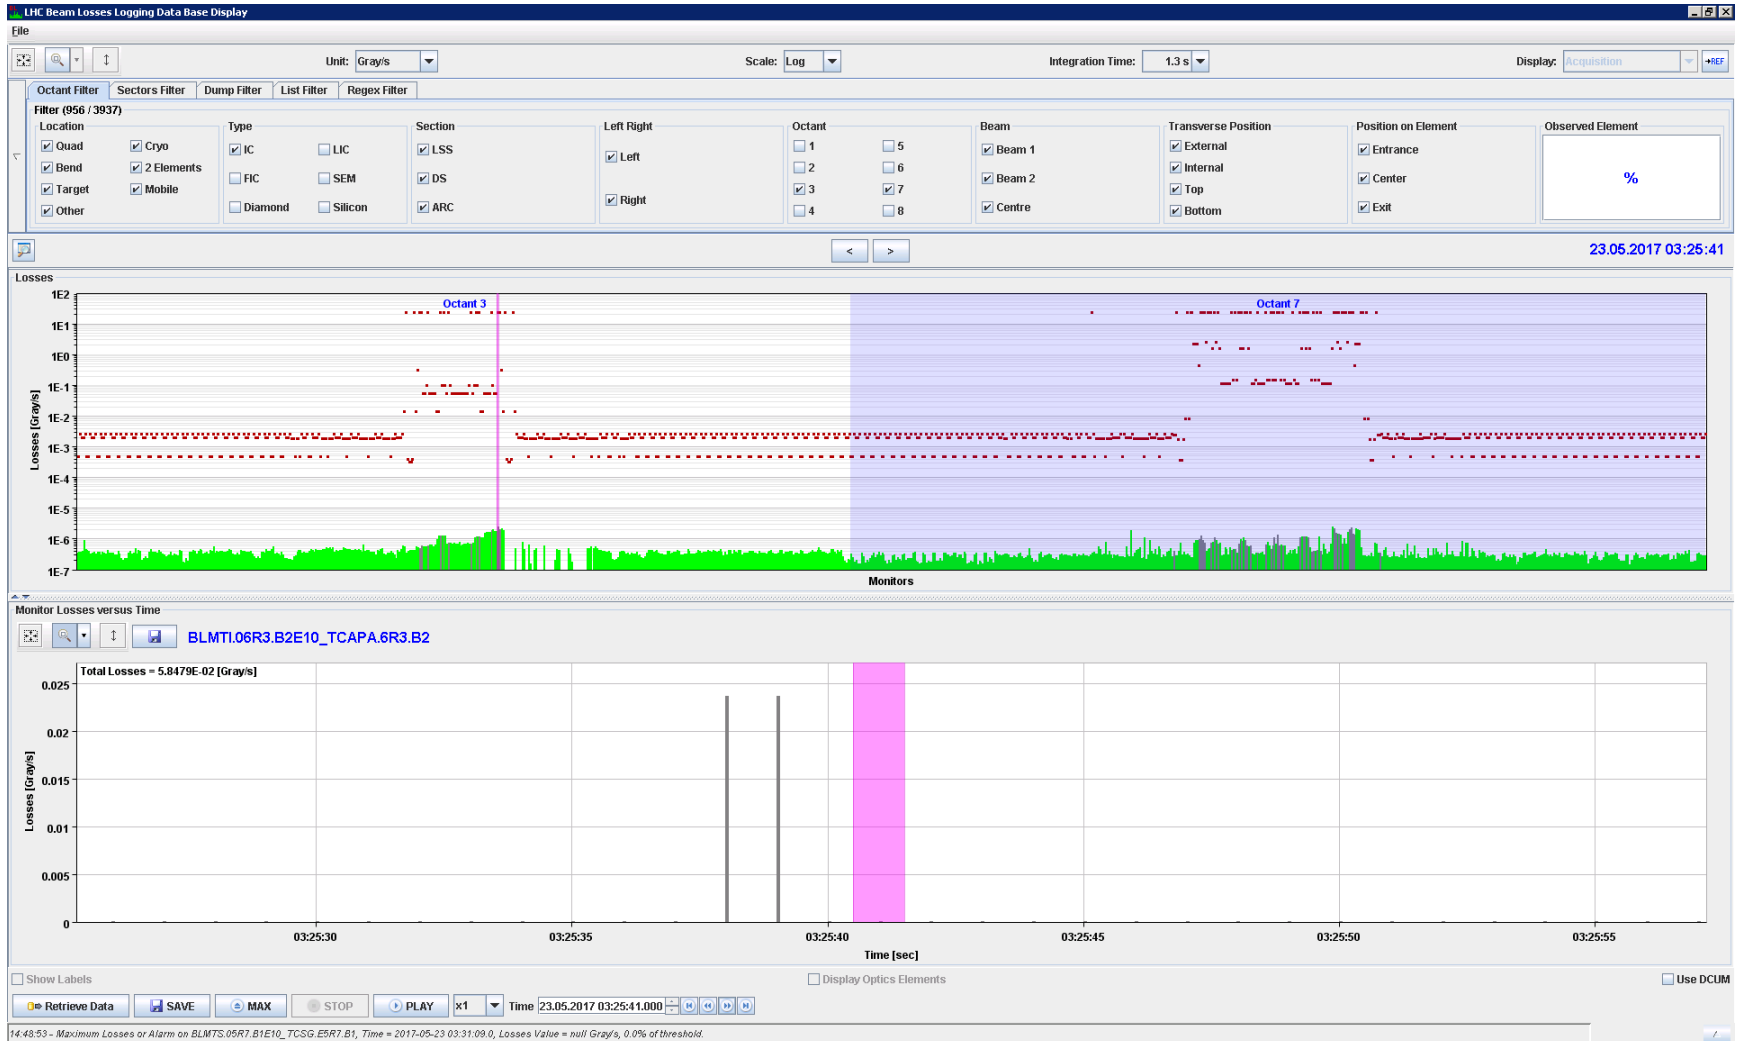 LHC Beam Losses Logging Data Base Display
File
Unit: Gray/s Scale: Log Integration Time: 1.3 s Display: Acquisition →REF
Octant Filter Sectors Filter Dump Filter List Filter Regex Filter
Filter (956 / 3937)
Location Type Section Left Right Octant Beam Transverse Position Position on Element Observed Element
Quad Cryo IC LIC LSS Left 1 5 Beam 1 External Entrance
Bend 2 Elements FIC SEM DS 2 6 Beam 2 Internal Center %
Target Mobile Diamond Silicon ARC Right 3 7 Centre Top Exit
Other 4 8 Bottom
< > 23.05.2017 03:25:41
Losses
Octant 3 Octant 7
1E2
1E1
1E0
1E-1
1E-2
1E-3
1E-4
1E-5
1E-6
1E-7
Losses [Gray/s]
Monitors
Monitor Losses versus Time
BLMTI.06R3.B2E10_TCAPA.6R3.B2
Total Losses = 5.8479E-02 [Gray/s]
0.025
0.02
0.015
0.01
0.005
0
Losses [Gray/s]
03:25:30 03:25:35 03:25:40 03:25:45 03:25:50 03:25:55
Time [sec]
Show Labels Display Optics Elements Use DCUM
Retrieve Data SAVE MAX STOP PLAY x1 Time 23.05.2017 03:25:41.000
14:48:53 - Maximum Losses or Alarm on BLMTS.05R7.B1E10_TCSG.E5R7.B1, Time = 2017-05-23 03:31:09.0, Losses Value = null Gray/s, 0.0% of threshold.